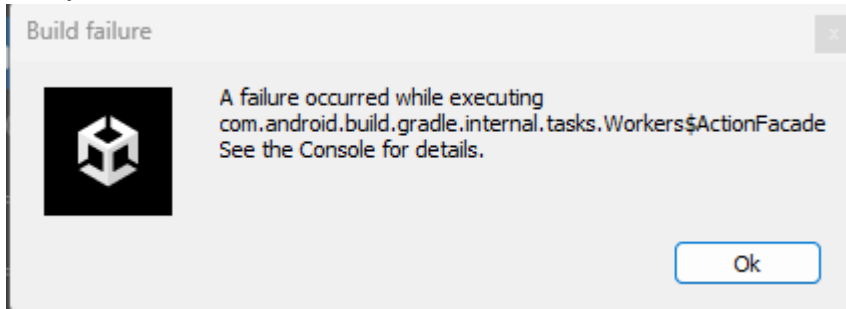 Build failure
x
A failure occurred while executing
com.android.build.gradle.internal.tasks.Workers$ActionFacade
See the Console for details.
Ok